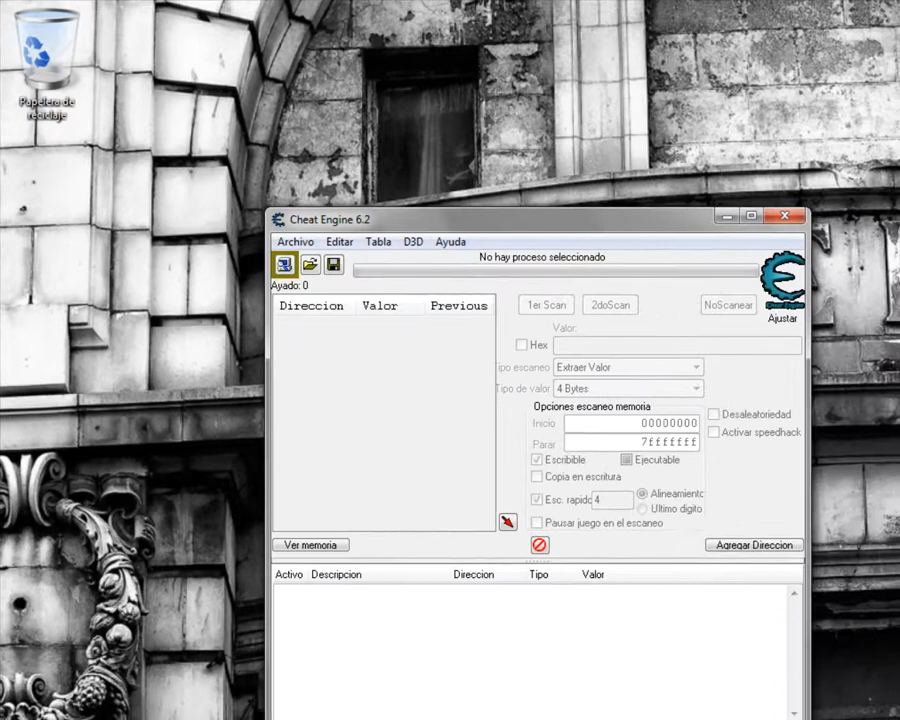 Papelera de
reciclaje
Cheat Engine 6.2
Archivo Editar Tabla D3D Ayuda
No hay proceso seleccionado
Ayado: 0
Direccion Valor Previous
1er Scan 2doScan NoScanear
Cheat Engine
Ajustar
Valor:
Hex
ipo escaneo Extraer Valor
Tipo de valor 4 Bytes
Opciones escaneo memoria
Inicio 00000000
Parar 7fffffff
Desaleatoriedad
Activar speedhack
Escribible Ejecutable
Copia en escritura
Esc. rapido 4 Alineamiento
Ultimo digito
Pausar juego en el escaneo
Ver memoria Agregar Direccion
Activo Descripcion Direccion Tipo Valor